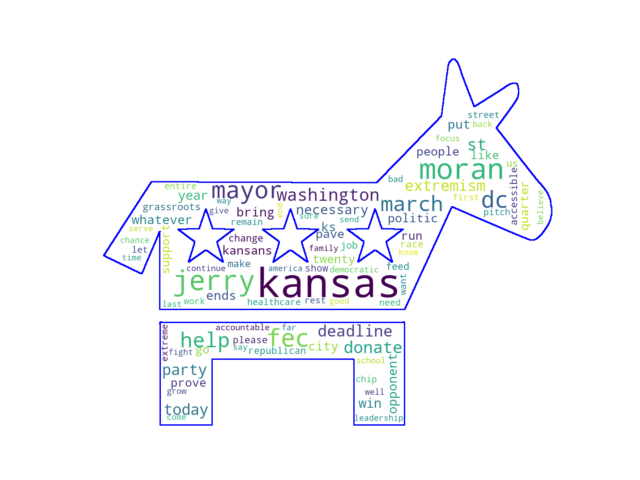 street
put back
focus
people st
like
moran us
bad
extremism
entire mayor washington accessible
year way first quarter
grassroots give bring end necessary march believe
whatever remain sure send politic pitch
serve ks
chance change pave run
let support kansans family job race
time make twenty know
continue america show democratic feed
jerry kansas want
ends
last work healthcare rest good need
extreme accountable far deadline
help please fec
fight go say republican city donate
party school opponent
prove chip
grow well
today win
come leadership